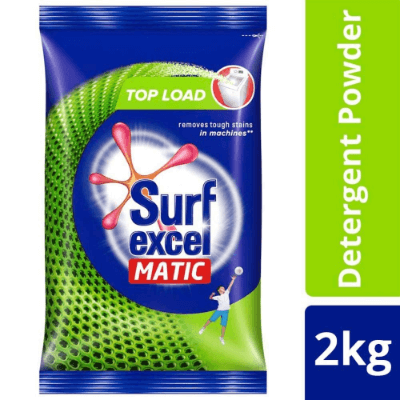 TOP LOAD
removes tough stains
in machines**
Surf
excel
MATIC
Detergent Powder
2kg